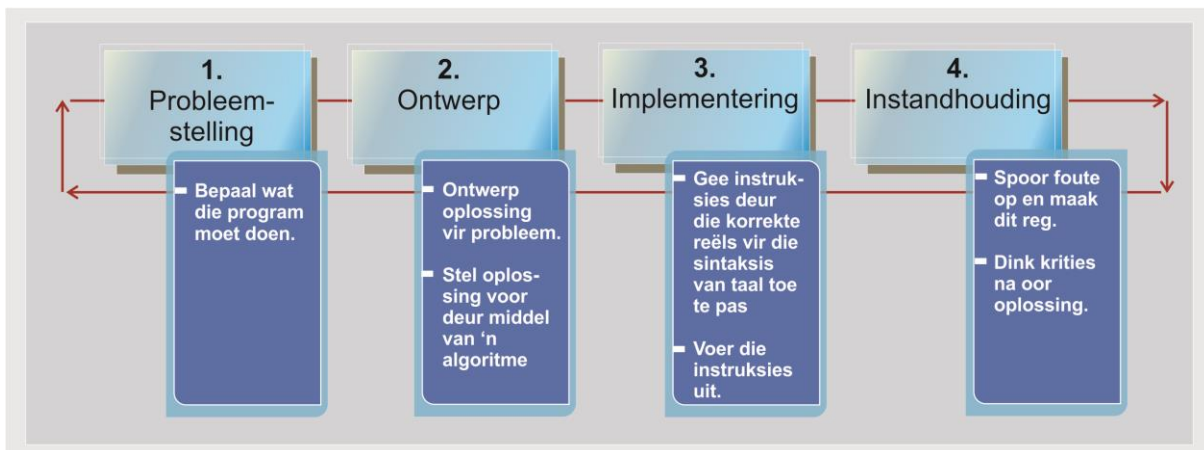 1.
Probleem-
stelling
Bepaal wat
die program
moet doen.
2.
Ontwerp
Ontwerp
oplossing
vir probleem.
Stel oplos-
sing voor
deur middel
van ‘n
algoritme
3.
Implementering
Gee instruk-
sies deur
die korrekte
reëls vir die
sintaksis
van taal toe
te pas
Voer die
instruksies
uit.
4.
Instandhouding
Spoor foute
op en maak
dit reg.
Dink krities
na oor
oplossing.